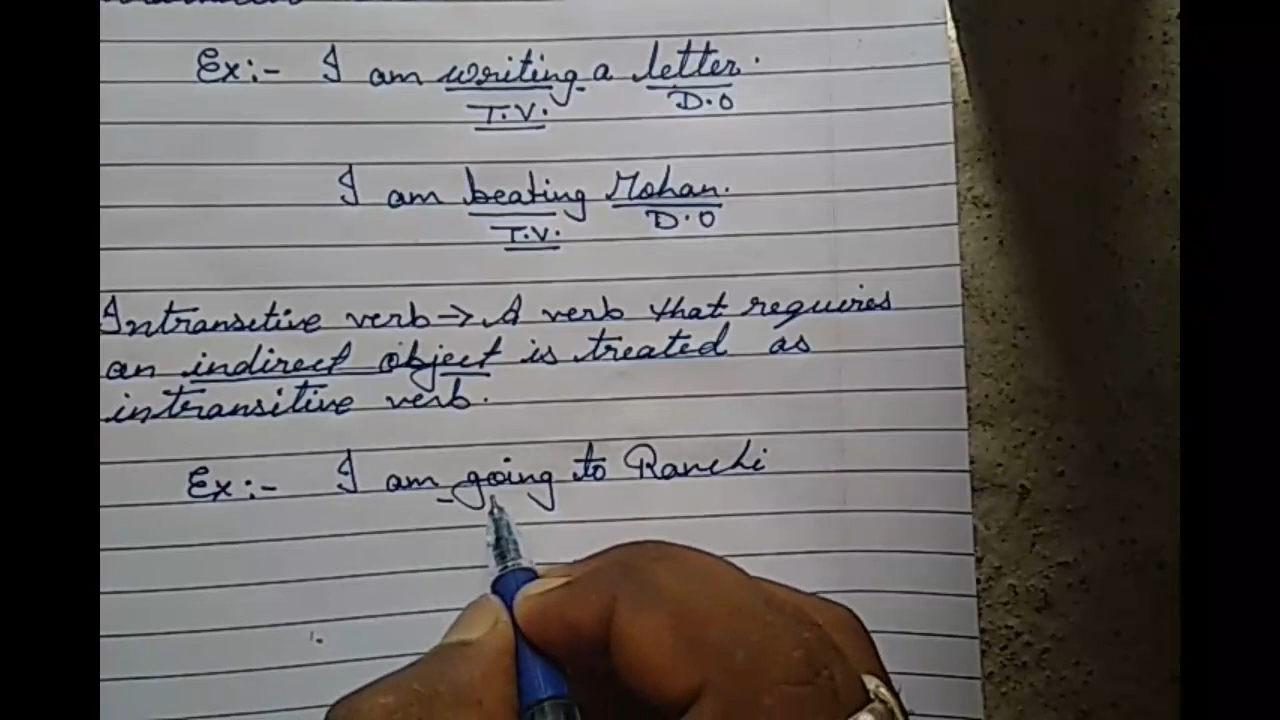 Ex:- I am writing a letter.
T.V. D.O
I am beating Mohan.
T.V. D.O
Intransetive verb → A verb that requires
an indirect object is treated as
intransitive verb.
Ex:- I am going to Ranchi